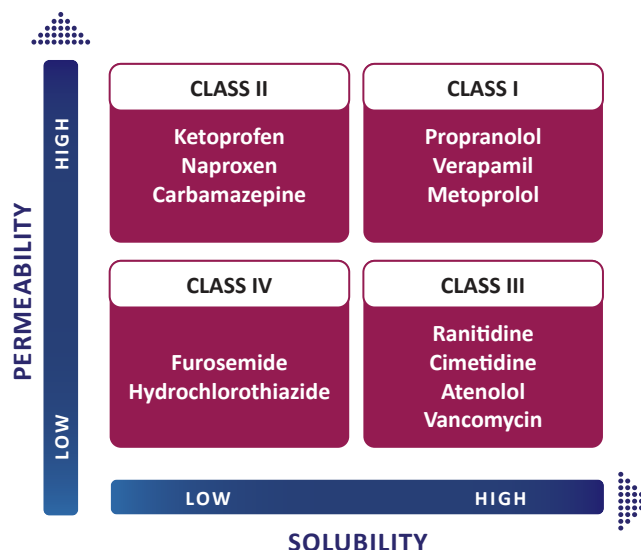 PERMEABILITY
HIGH
LOW
CLASS II
Ketoprofen
Naproxen
Carbamazepine
CLASS I
Propranolol
Verapamil
Metoprolol
CLASS IV
Furosemide
Hydrochlorothiazide
CLASS III
Ranitidine
Cimetidine
Atenolol
Vancomycin
LOW
HIGH
SOLUBILITY